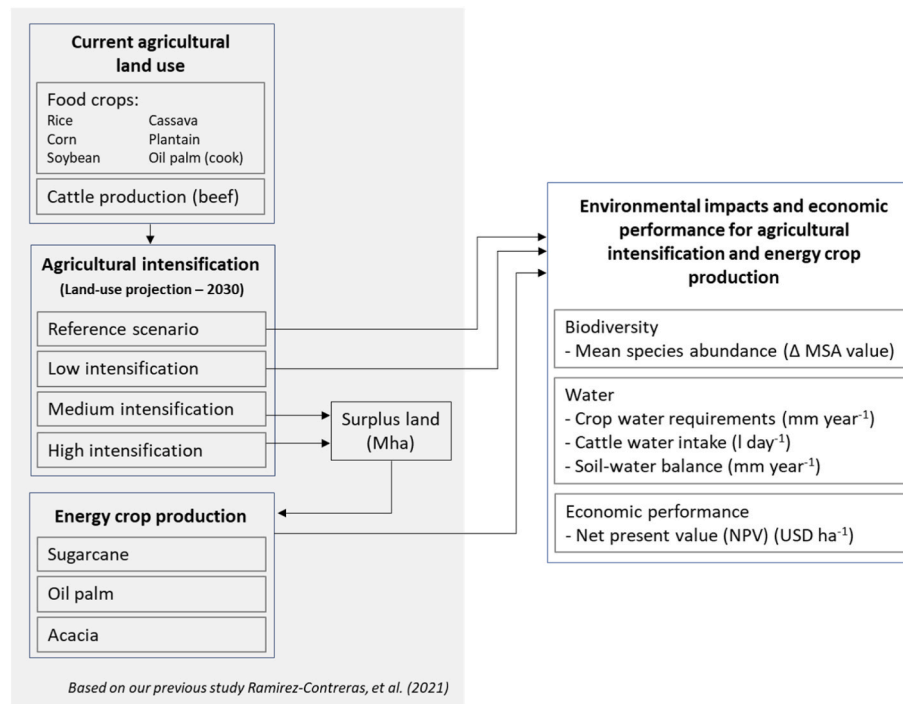 Current agricultural
land use
Food crops:
Rice Cassava
Corn Plantain
Soybean Oil palm (cook)
Cattle production (beef)
Agricultural intensification
(Land-use projection – 2030)
Reference scenario
Low intensification
Medium intensification
High intensification
Surplus land
(Mha)
Energy crop production
Sugarcane
Oil palm
Acacia
Based on our previous study Ramirez-Contreras, et al. (2021)
Environmental impacts and economic
performance for agricultural
intensification and energy crop
production
Biodiversity
- Mean species abundance (Δ MSA value)
Water
- Crop water requirements (mm year⁻¹)
- Cattle water intake (l day⁻¹)
- Soil-water balance (mm year⁻¹)
Economic performance
- Net present value (NPV) (USD ha⁻¹)